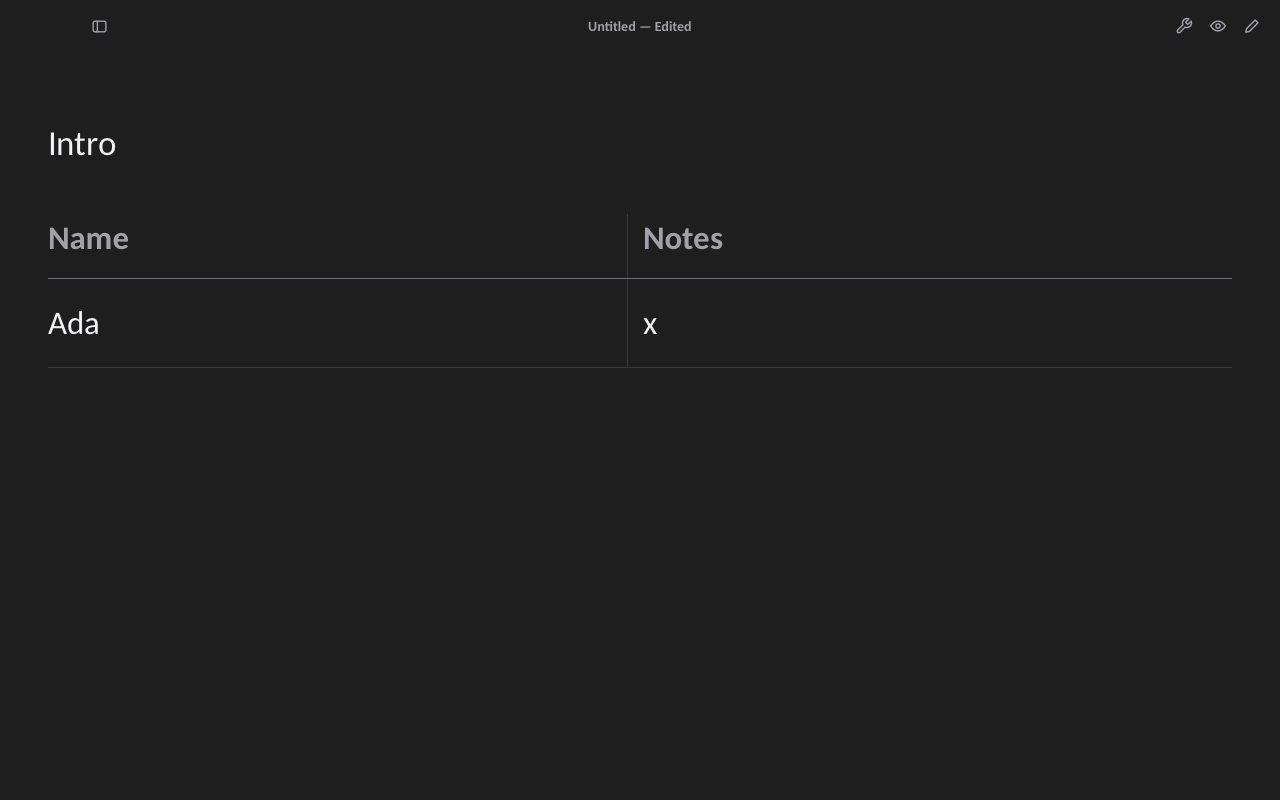 Untitled — Edited
Intro
Name Notes
Ada x